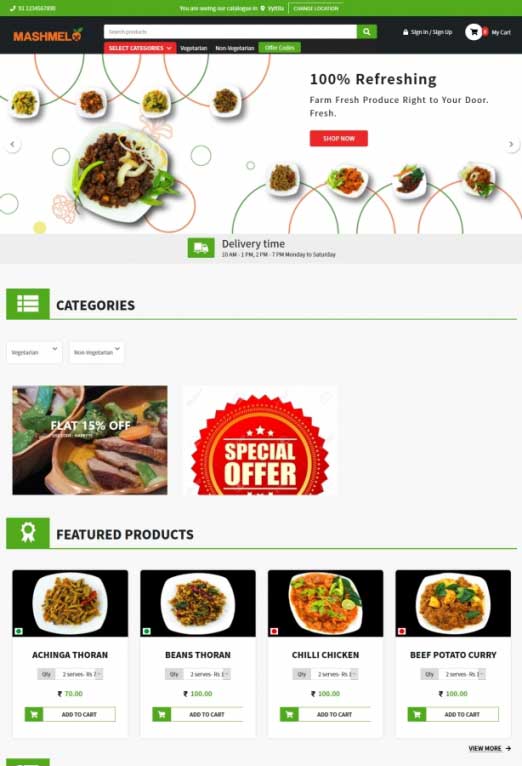 91 1234567890
You are seeing our catalogue in Vyttila
CHANGE LOCATION
MASHMELO
Search products
Sign in / Sign Up
0
My Cart
SELECT CATEGORIES
Vegetarian
Non-Vegetarian
Offer Codes
100% Refreshing
Farm Fresh Produce Right to Your Door.
Fresh.
SHOP NOW
Delivery time
10 AM - 1 PM, 2 PM - 7 PM Monday to Saturday
CATEGORIES
Vegetarian
Non-Vegetarian
FLAT 15% OFF
SPECIAL
OFFER
FEATURED PRODUCTS
ACHINGA THORAN
Qty 2 serves- Rs 7
₹ 70.00
ADD TO CART
BEANS THORAN
Qty 2 serves- Rs 1
₹ 100.00
ADD TO CART
CHILLI CHICKEN
Qty 2 serves- Rs 1
₹ 100.00
ADD TO CART
BEEF POTATO CURRY
Qty 2 serves- Rs 1
₹ 100.00
ADD TO CART
VIEW MORE